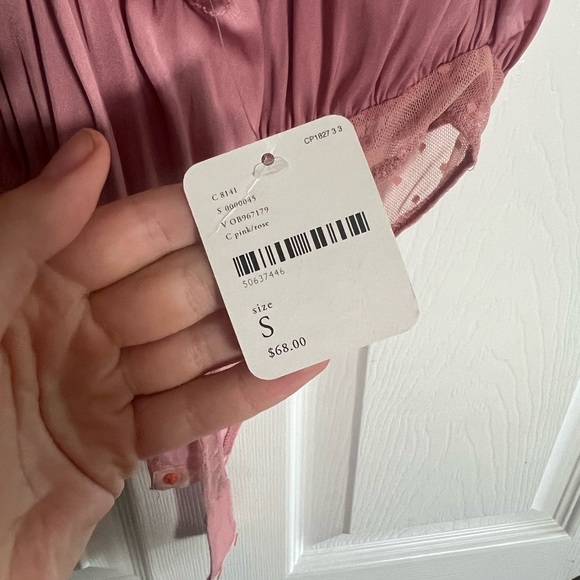 CP1827 3 3
C 8141
S 0000045
V OB967179
C pink/rose
50637446
size
S
$68.00